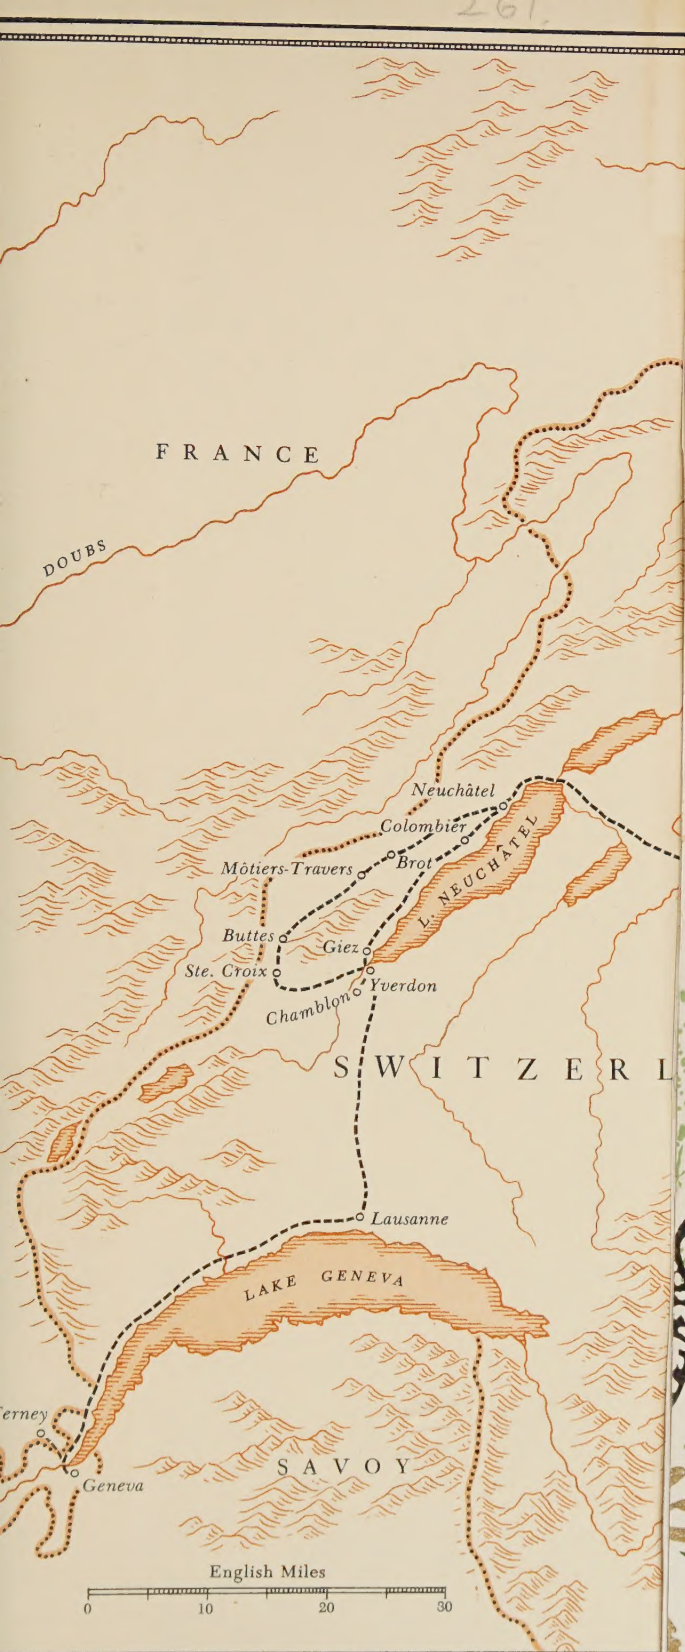 261.
FRANCE
DOUBS
Neuchâtel
Colombier
Môtiers-Travers
Brot
L. NEUCHÂTEL
Buttes
Giez
Ste. Croix
Yverdon
Chamblon
SWITZERL
Lausanne
LAKE GENEVA
erney
SAVOY
Geneva
English Miles
0 10 20 30